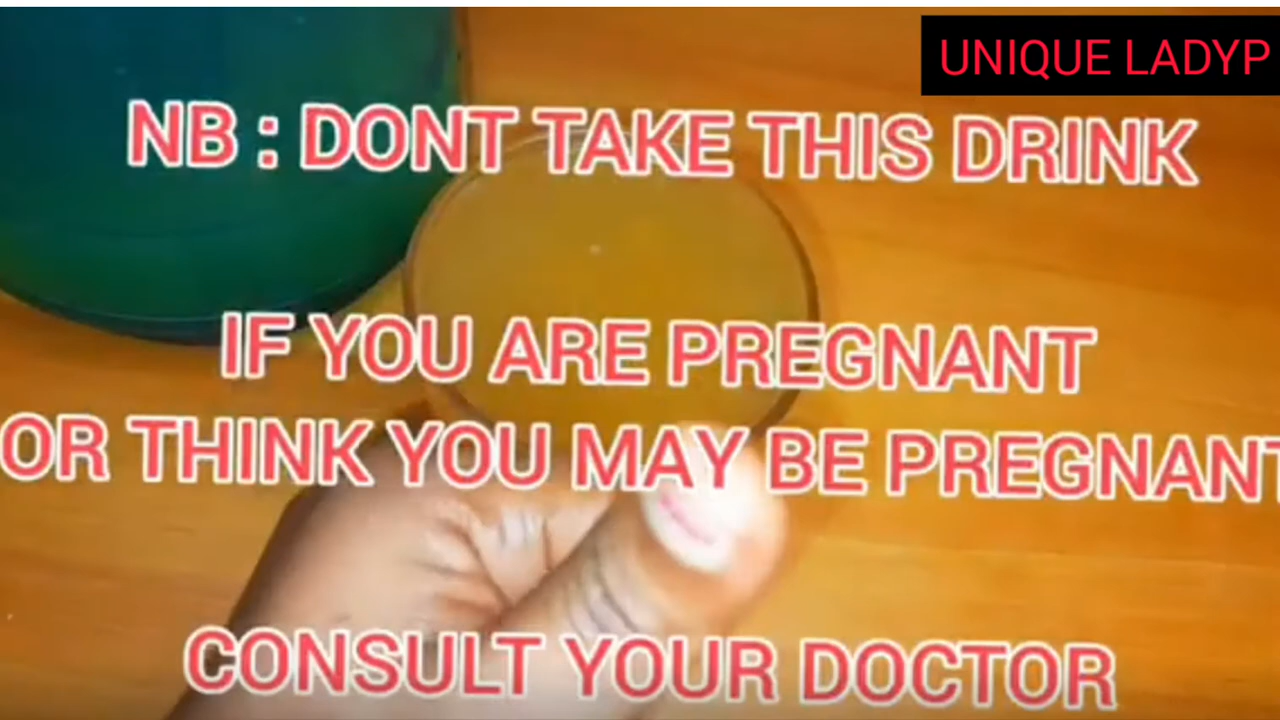 UNIQUE LADYP
NB : DONT TAKE THIS DRINK
IF YOU ARE PREGNANT
OR THINK YOU MAY BE PREGNANT
CONSULT YOUR DOCTOR